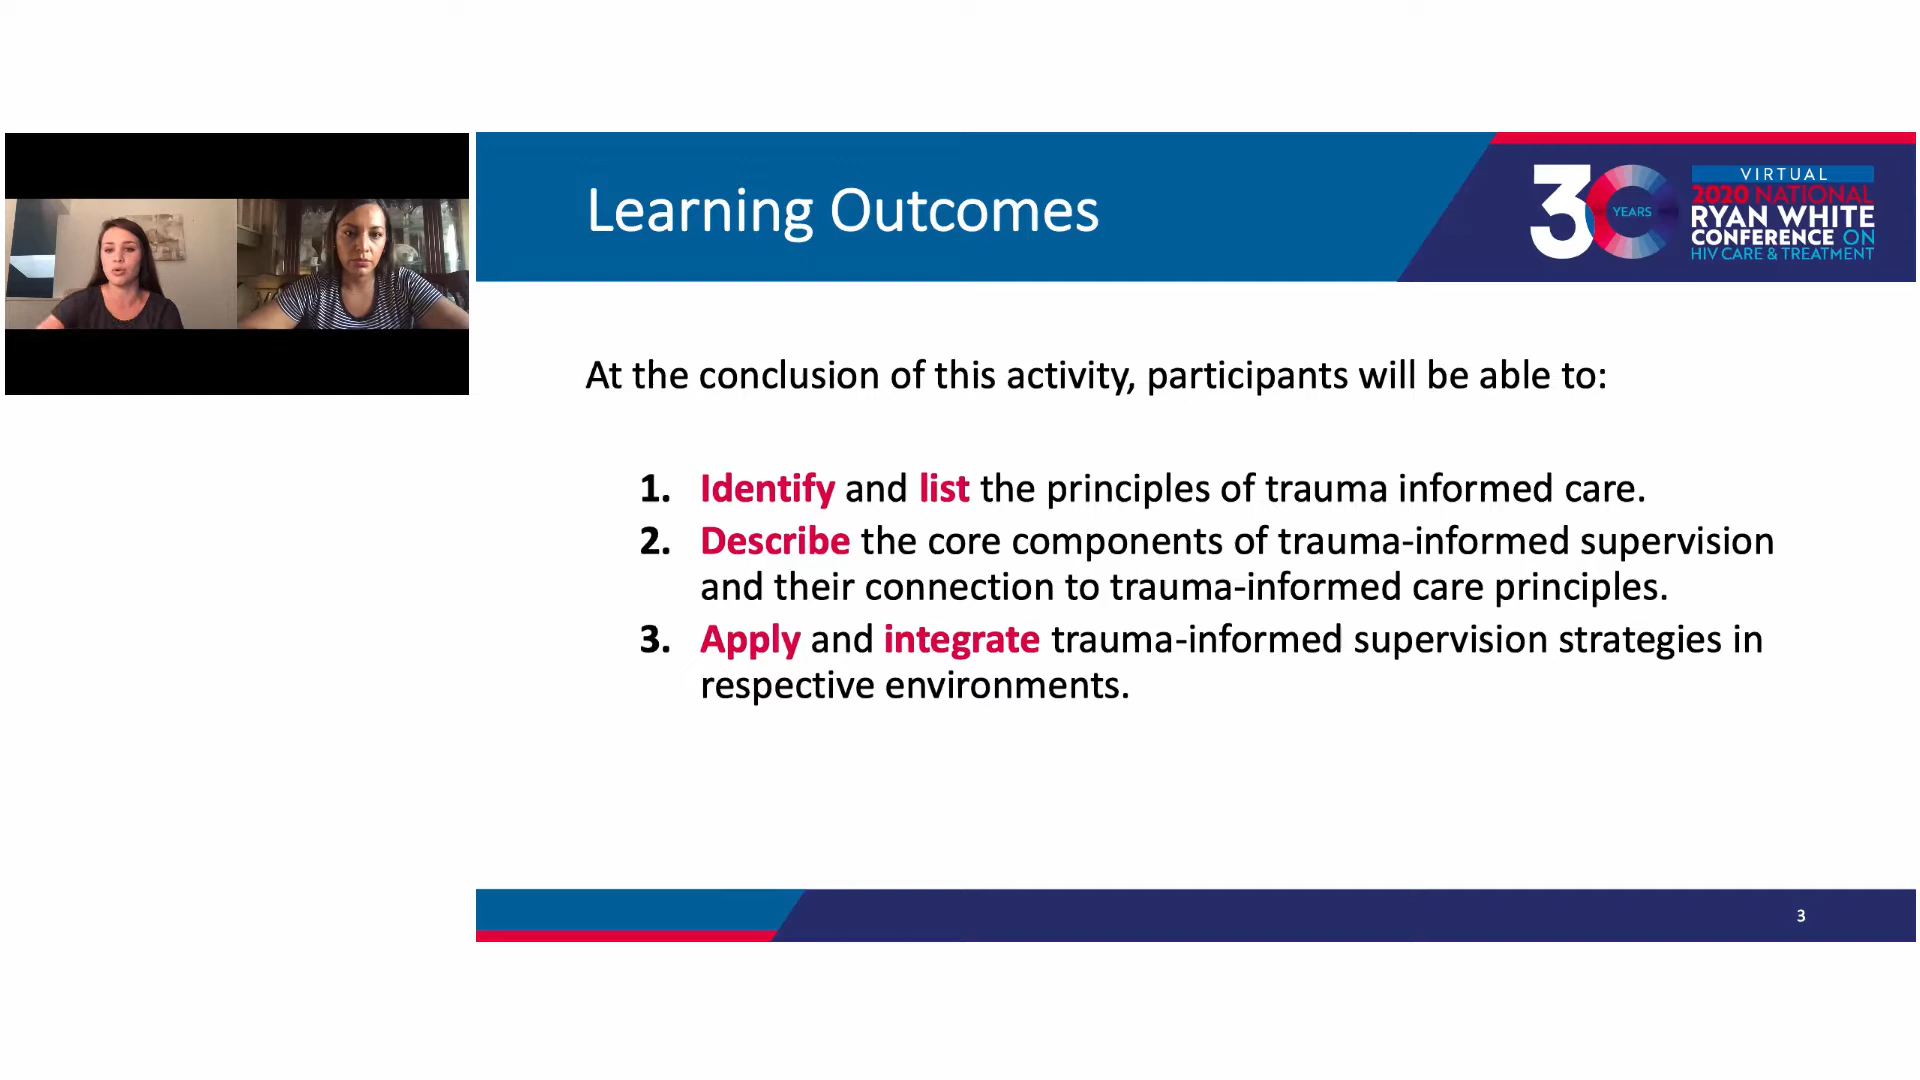 Learning Outcomes
30
YEARS
VIRTUAL
2020 NATIONAL
RYAN WHITE
CONFERENCE ON
HIV CARE & TREATMENT
At the conclusion of this activity, participants will be able to:
1. Identify and list the principles of trauma informed care.
2. Describe the core components of trauma-informed supervision
and their connection to trauma-informed care principles.
3. Apply and integrate trauma-informed supervision strategies in
respective environments.
3